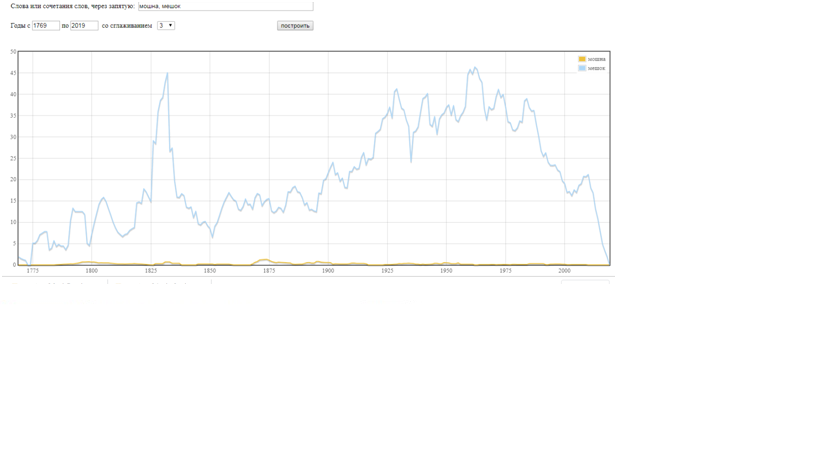 Слова или сочетания слов, через запятую: мошна, мешок
Годы с 1769 по 2019 со сглаживанием 3 построить
50
мошна
мешок
45
40
35
30
25
20
15
10
5
0
1775 1800 1825 1850 1875 1900 1925 1950 1975 2000